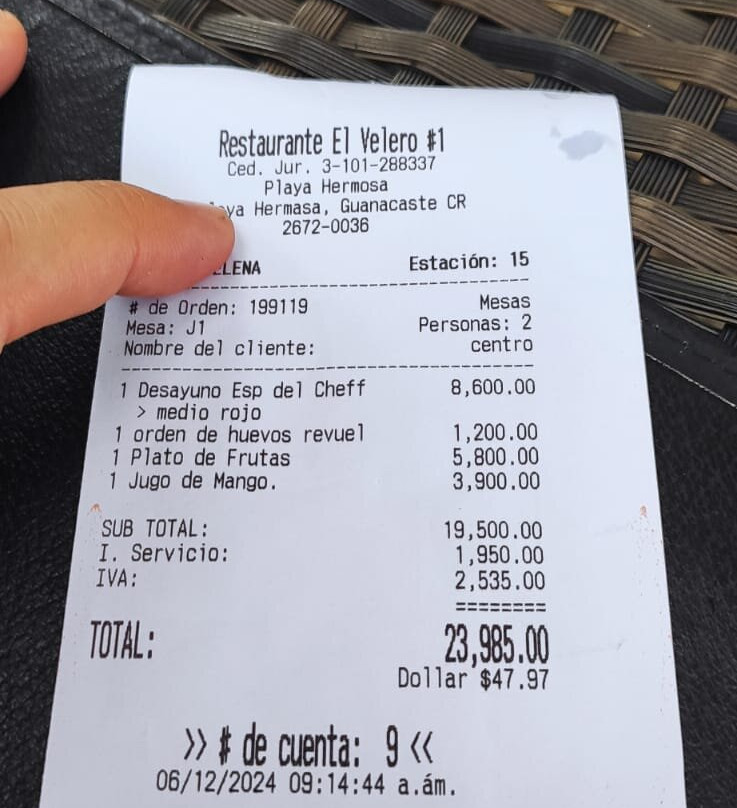 Restaurante El Velero #1
Ced. Jur. 3-101-288337
Playa Hermosa
Hermasa, Guanacaste CR
2672-0036
Estación: 15
# de Orden: 199119 Mesas
Mesa: J1 Personas: 2
Nombre del cliente: centro
1 Desayuno Esp del Cheff 8,600.00
> medio rojo
1 orden de huevos revuel 1,200.00
1 Plato de Frutas 5,800.00
1 Jugo de Mango. 3,900.00
SUB TOTAL: 19,500.00
I. Servicio: 1,950.00
IVA: 2,535.00
========
TOTAL: 23,985.00
Dollar $47.97
>> # de cuenta: 9 <<
06/12/2024 09:14:44 a.ám.